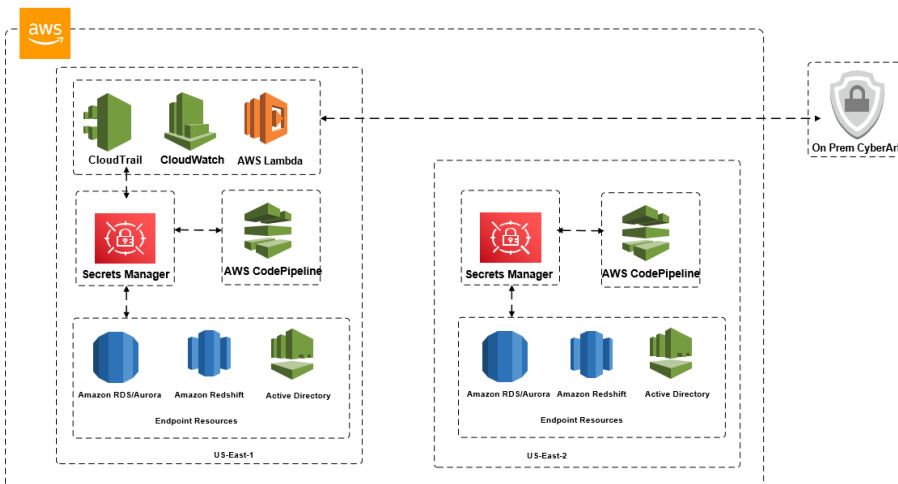 aws
CloudTrail
CloudWatch
AWS Lambda
On Prem CyberAr
Secrets Manager
AWS CodePipeline
Secrets Manager
AWS CodePipeline
Amazon RDS/Aurora
Amazon Redshift
Active Directory
Endpoint Resources
US-East-1
Amazon RDS/Aurora
Amazon Redshift
Active Directory
Endpoint Resources
US-East-2